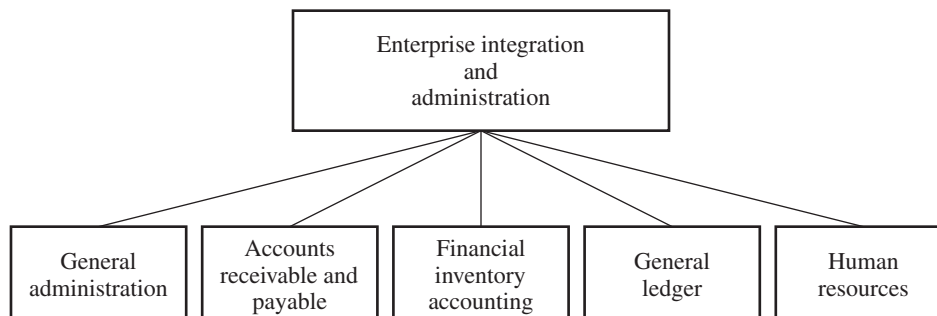 Enterprise integration
and
administration
General
administration
Accounts
receivable and
payable
Financial
inventory
accounting
General
ledger
Human
resources